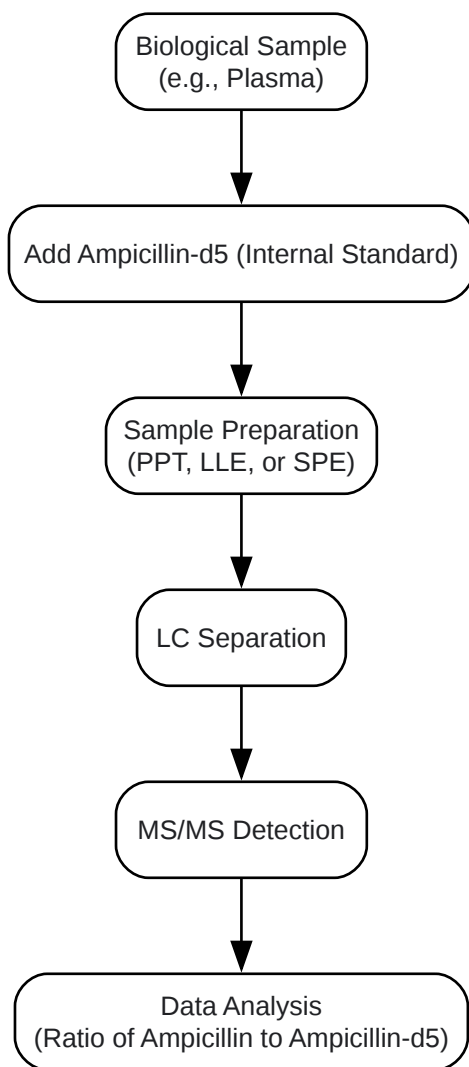 Biological Sample
(e.g., Plasma)
Add Ampicillin-d5 (Internal Standard)
Sample Preparation
(PPT, LLE, or SPE)
LC Separation
MS/MS Detection
Data Analysis
(Ratio of Ampicillin to Ampicillin-d5)